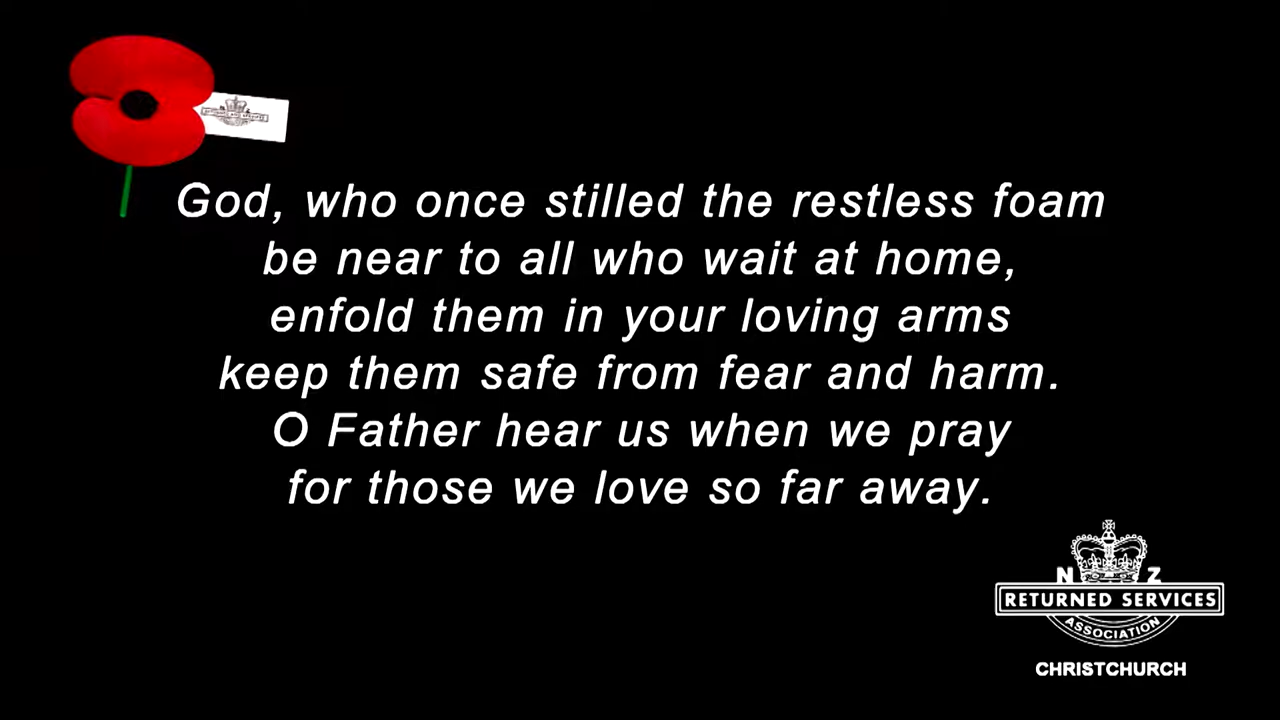 God, who once stilled the restless foam
be near to all who wait at home,
enfold them in your loving arms
keep them safe from fear and harm.
O Father hear us when we pray
for those we love so far away.
N Z
RETURNED SERVICES
ASSOCIATION
CHRISTCHURCH